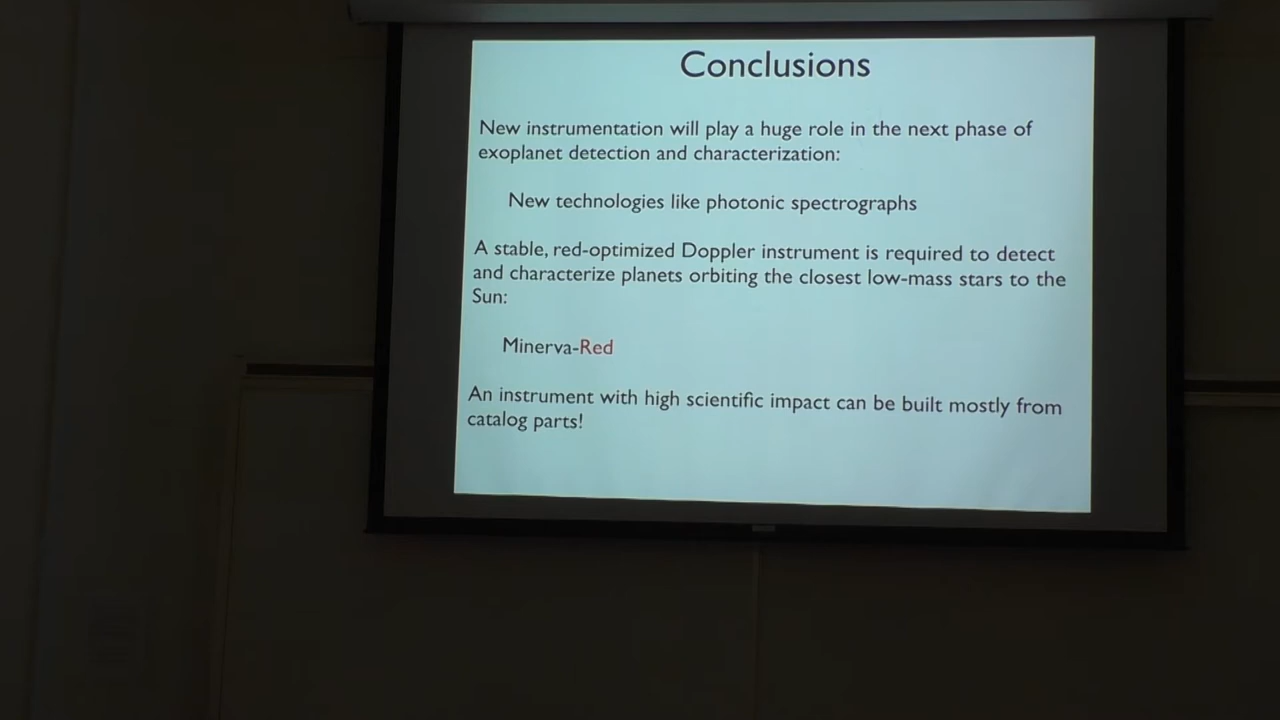 Conclusions
New instrumentation will play a huge role in the next phase of
exoplanet detection and characterization:
New technologies like photonic spectrographs
A stable, red-optimized Doppler instrument is required to detect
and characterize planets orbiting the closest low-mass stars to the
Sun:
Minerva-Red
An instrument with high scientific impact can be built mostly from
catalog parts!